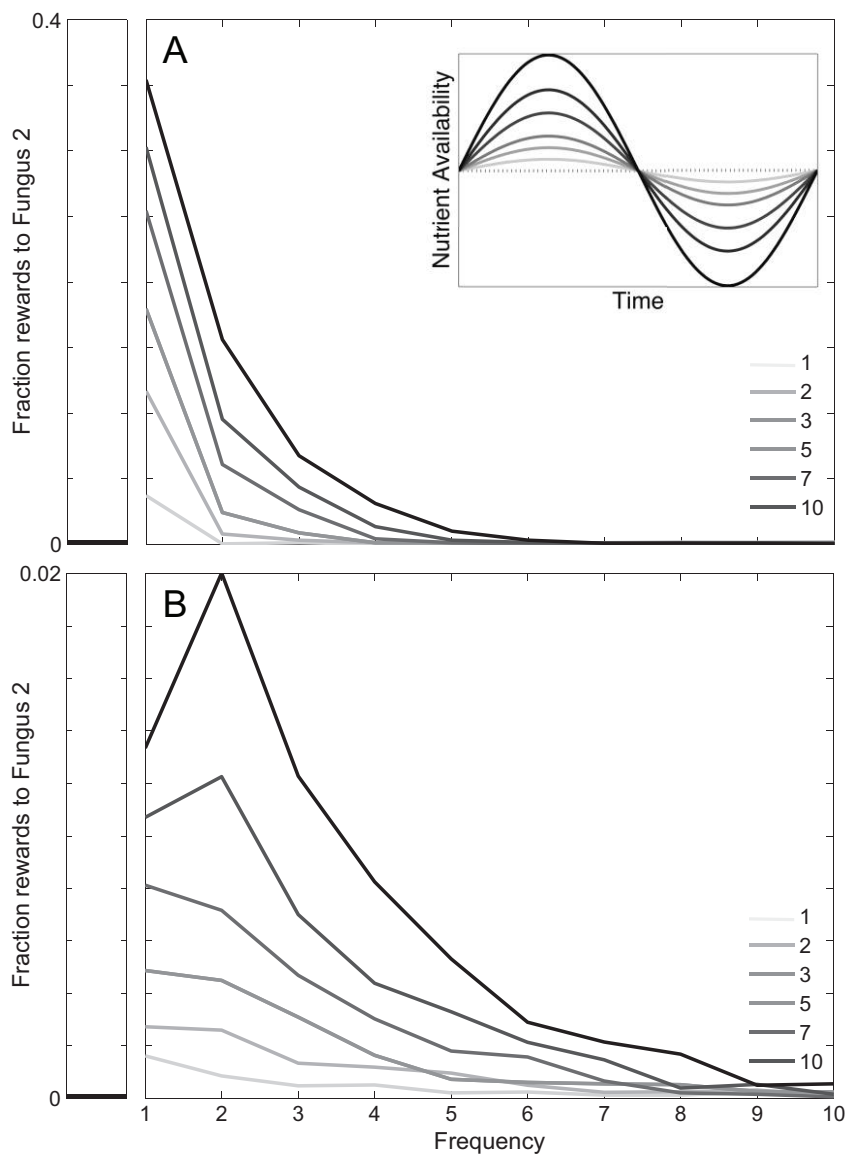 0.4
A
Nutrient Availability
Time
Fraction rewards to Fungus 2
1
2
3
5
7
10
0
0.02
B
Fraction rewards to Fungus 2
1
2
3
5
7
10
0
1 2 3 4 5 6 7 8 9 10
Frequency